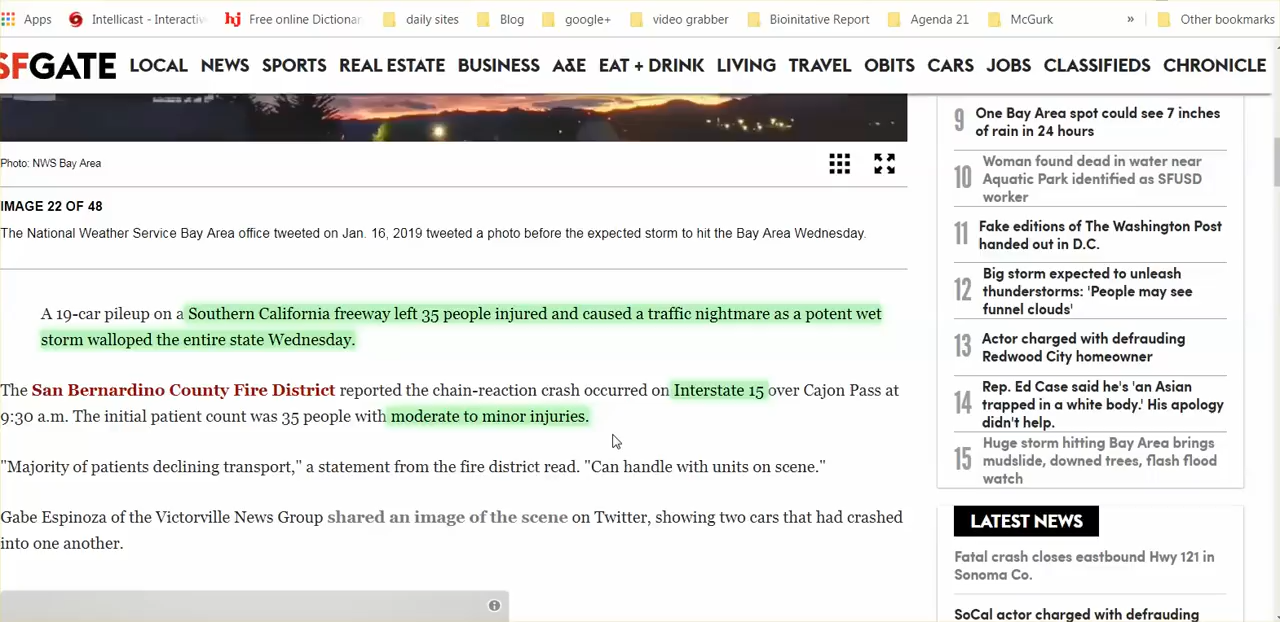 Apps
Intellicast - Interactiv
Free online Dictionar
daily sites
Blog
google+
video graber
Bioinitative Report
Agenda 21
McGurk
»
Other bookmarks
SFGATE
LOCAL NEWS SPORTS REAL ESTATE BUSINESS A&E EAT + DRINK LIVING TRAVEL OBITS CARS JOBS CLASSIFIEDS CHRONICLE
Photo: NWS Bay Area
IMAGE 22 OF 48
The National Weather Service Bay Area office tweeted on Jan. 16, 2019 tweeted a photo before the expected storm to hit the Bay Area Wednesday.
A 19-car pileup on a Southern California freeway left 35 people injured and caused a traffic nightmare as a potent wet
storm walloped the entire state Wednesday.
The San Bernardino County Fire District reported the chain-reaction crash occurred on Interstate 15 over Cajon Pass at
9:30 a.m. The initial patient count was 35 people with moderate to minor injuries.
"Majority of patients declining transport," a statement from the fire district read. "Can handle with units on scene."
Gabe Espinoza of the Victorville News Group shared an image of the scene on Twitter, showing two cars that had crashed
into one another.
9 One Bay Area spot could see 7 inches
of rain in 24 hours
10 Woman found dead in water near
Aquatic Park identified as SFUSD
worker
11 Fake editions of The Washington Post
handed out in D.C.
12 Big storm expected to unleash
thunderstorms: 'People may see
funnel clouds'
13 Actor charged with defrauding
Redwood City homeowner
14 Rep. Ed Case said he's 'an Asian
trapped in a white body.' His apology
didn't help.
15 Huge storm hitting Bay Area brings
mudslide, downed trees, flash flood
watch
LATEST NEWS
Fatal crash closes eastbound Hwy 121 in
Sonoma Co.
SoCal actor charged with defrauding